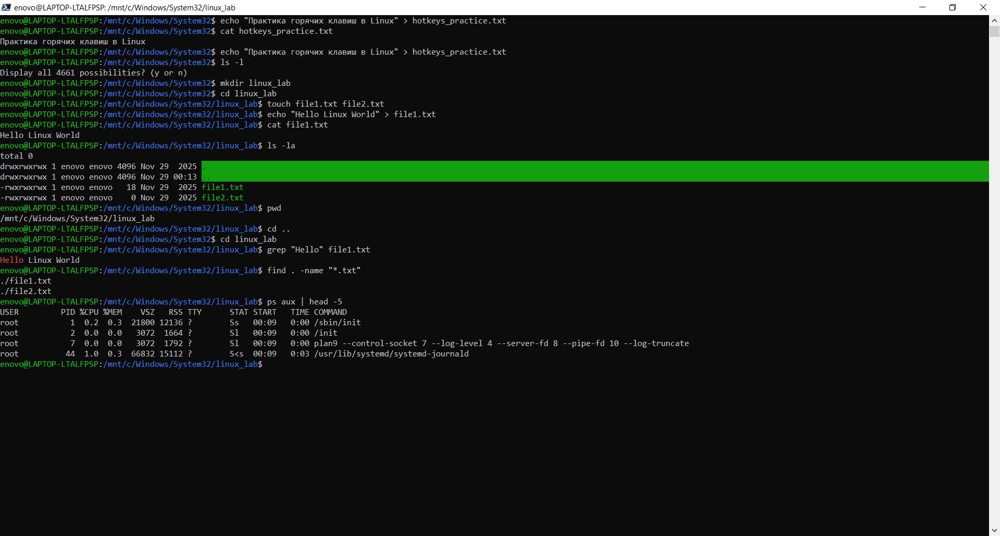 enovo@LAPTOP-LTALFPSP: /mnt/c/Windows/System32/linux_lab
enovo@LAPTOP-LTALFPSP:/mnt/c/Windows/System32$ echo "Практика горячих клавиш в Linux" > hotkeys_practice.txt
enovo@LAPTOP-LTALFPSP:/mnt/c/Windows/System32$ cat hotkeys_practice.txt
Практика горячих клавиш в Linux
enovo@LAPTOP-LTALFPSP:/mnt/c/Windows/System32$ echo "Практика горячих клавиш в Linux" > hotkeys_practice.txt
enovo@LAPTOP-LTALFPSP:/mnt/c/Windows/System32$ ls -l
Display all 4661 possibilities? (y or n)
enovo@LAPTOP-LTALFPSP:/mnt/c/Windows/System32$ mkdir linux_lab
enovo@LAPTOP-LTALFPSP:/mnt/c/Windows/System32$ cd linux_lab
enovo@LAPTOP-LTALFPSP:/mnt/c/Windows/System32/linux_lab$ touch file1.txt file2.txt
enovo@LAPTOP-LTALFPSP:/mnt/c/Windows/System32/linux_lab$ echo "Hello Linux World" > file1.txt
enovo@LAPTOP-LTALFPSP:/mnt/c/Windows/System32/linux_lab$ cat file1.txt
Hello Linux World
enovo@LAPTOP-LTALFPSP:/mnt/c/Windows/System32/linux_lab$ ls -la
total 0
drwxrwxrwx 1 enovo enovo 4096 Nov 29  2025 .
drwxrwxrwx 1 enovo enovo 4096 Nov 29 00:13 ..
-rwxrwxrwx 1 enovo enovo   18 Nov 29  2025 file1.txt
-rwxrwxrwx 1 enovo enovo    0 Nov 29  2025 file2.txt
enovo@LAPTOP-LTALFPSP:/mnt/c/Windows/System32/linux_lab$ pwd
/mnt/c/Windows/System32/linux_lab
enovo@LAPTOP-LTALFPSP:/mnt/c/Windows/System32/linux_lab$ cd ..
enovo@LAPTOP-LTALFPSP:/mnt/c/Windows/System32$ cd linux_lab
enovo@LAPTOP-LTALFPSP:/mnt/c/Windows/System32/linux_lab$ grep "Hello" file1.txt
Hello Linux World
enovo@LAPTOP-LTALFPSP:/mnt/c/Windows/System32/linux_lab$ find . -name "*.txt"
./file1.txt
./file2.txt
enovo@LAPTOP-LTALFPSP:/mnt/c/Windows/System32/linux_lab$ ps aux | head -5
USER         PID %CPU %MEM    VSZ   RSS TTY      STAT START   TIME COMMAND
root           1  0.2  0.3  21800 12136 ?        Ss   00:09   0:00 /sbin/init
root           2  0.0  0.0   3072  1664 ?        Sl   00:09   0:00 /init
root           7  0.0  0.0   3072  1792 ?        Sl   00:09   0:00 plan9 --control-socket 7 --log-level 4 --server-fd 8 --pipe-fd 10 --log-truncate
root          44  1.0  0.3  66832 15112 ?        S<s  00:09   0:03 /usr/lib/systemd/systemd-journald
enovo@LAPTOP-LTALFPSP:/mnt/c/Windows/System32/linux_lab$